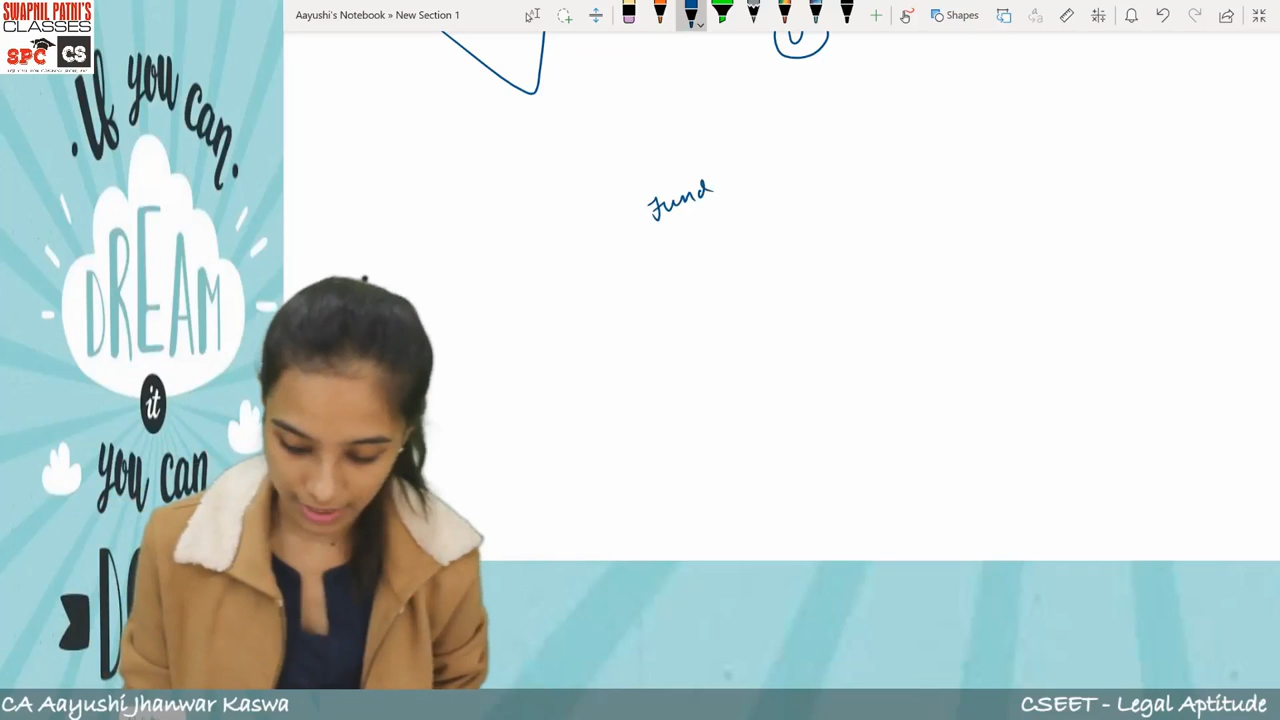 SWAPNIL PATNI'S
CLASSES
SPC CS
Aayushi's Notebook » New Section 1
Shapes
If you can
DREAM
it
you can
D
Fund
CA Aayushi Jhanwar Kaswa
CSEET - Legal Aptitude